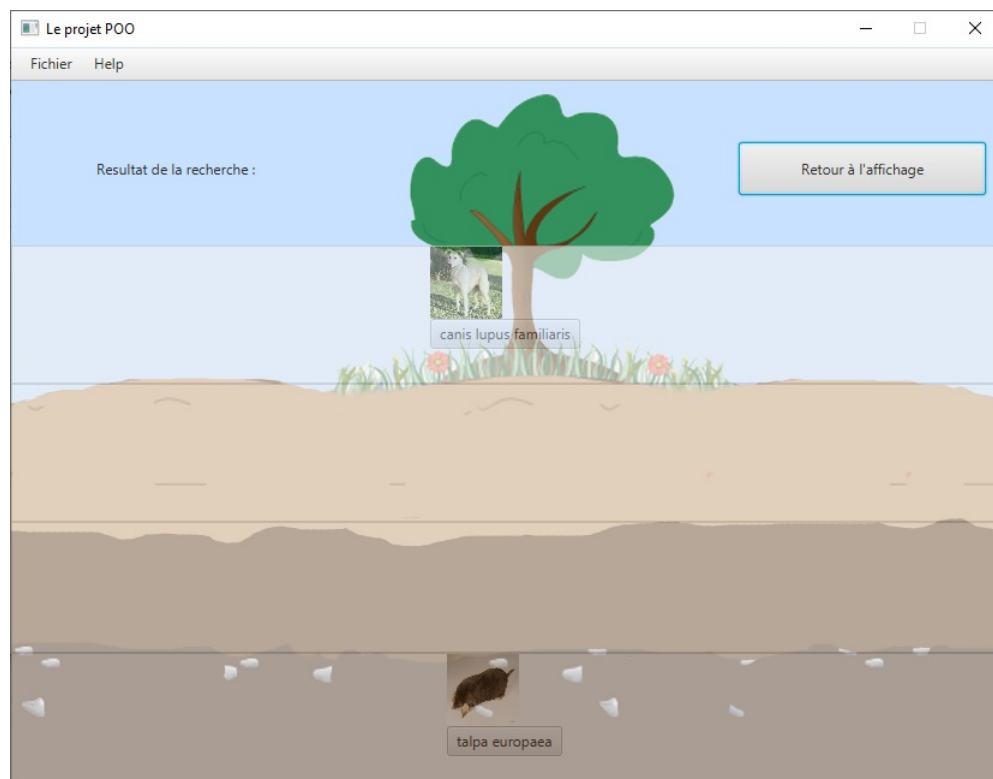 Le projet POO
Fichier Help
Resultat de la recherche :
Retour à l'affichage
canis lupus familiaris
talpa europaea